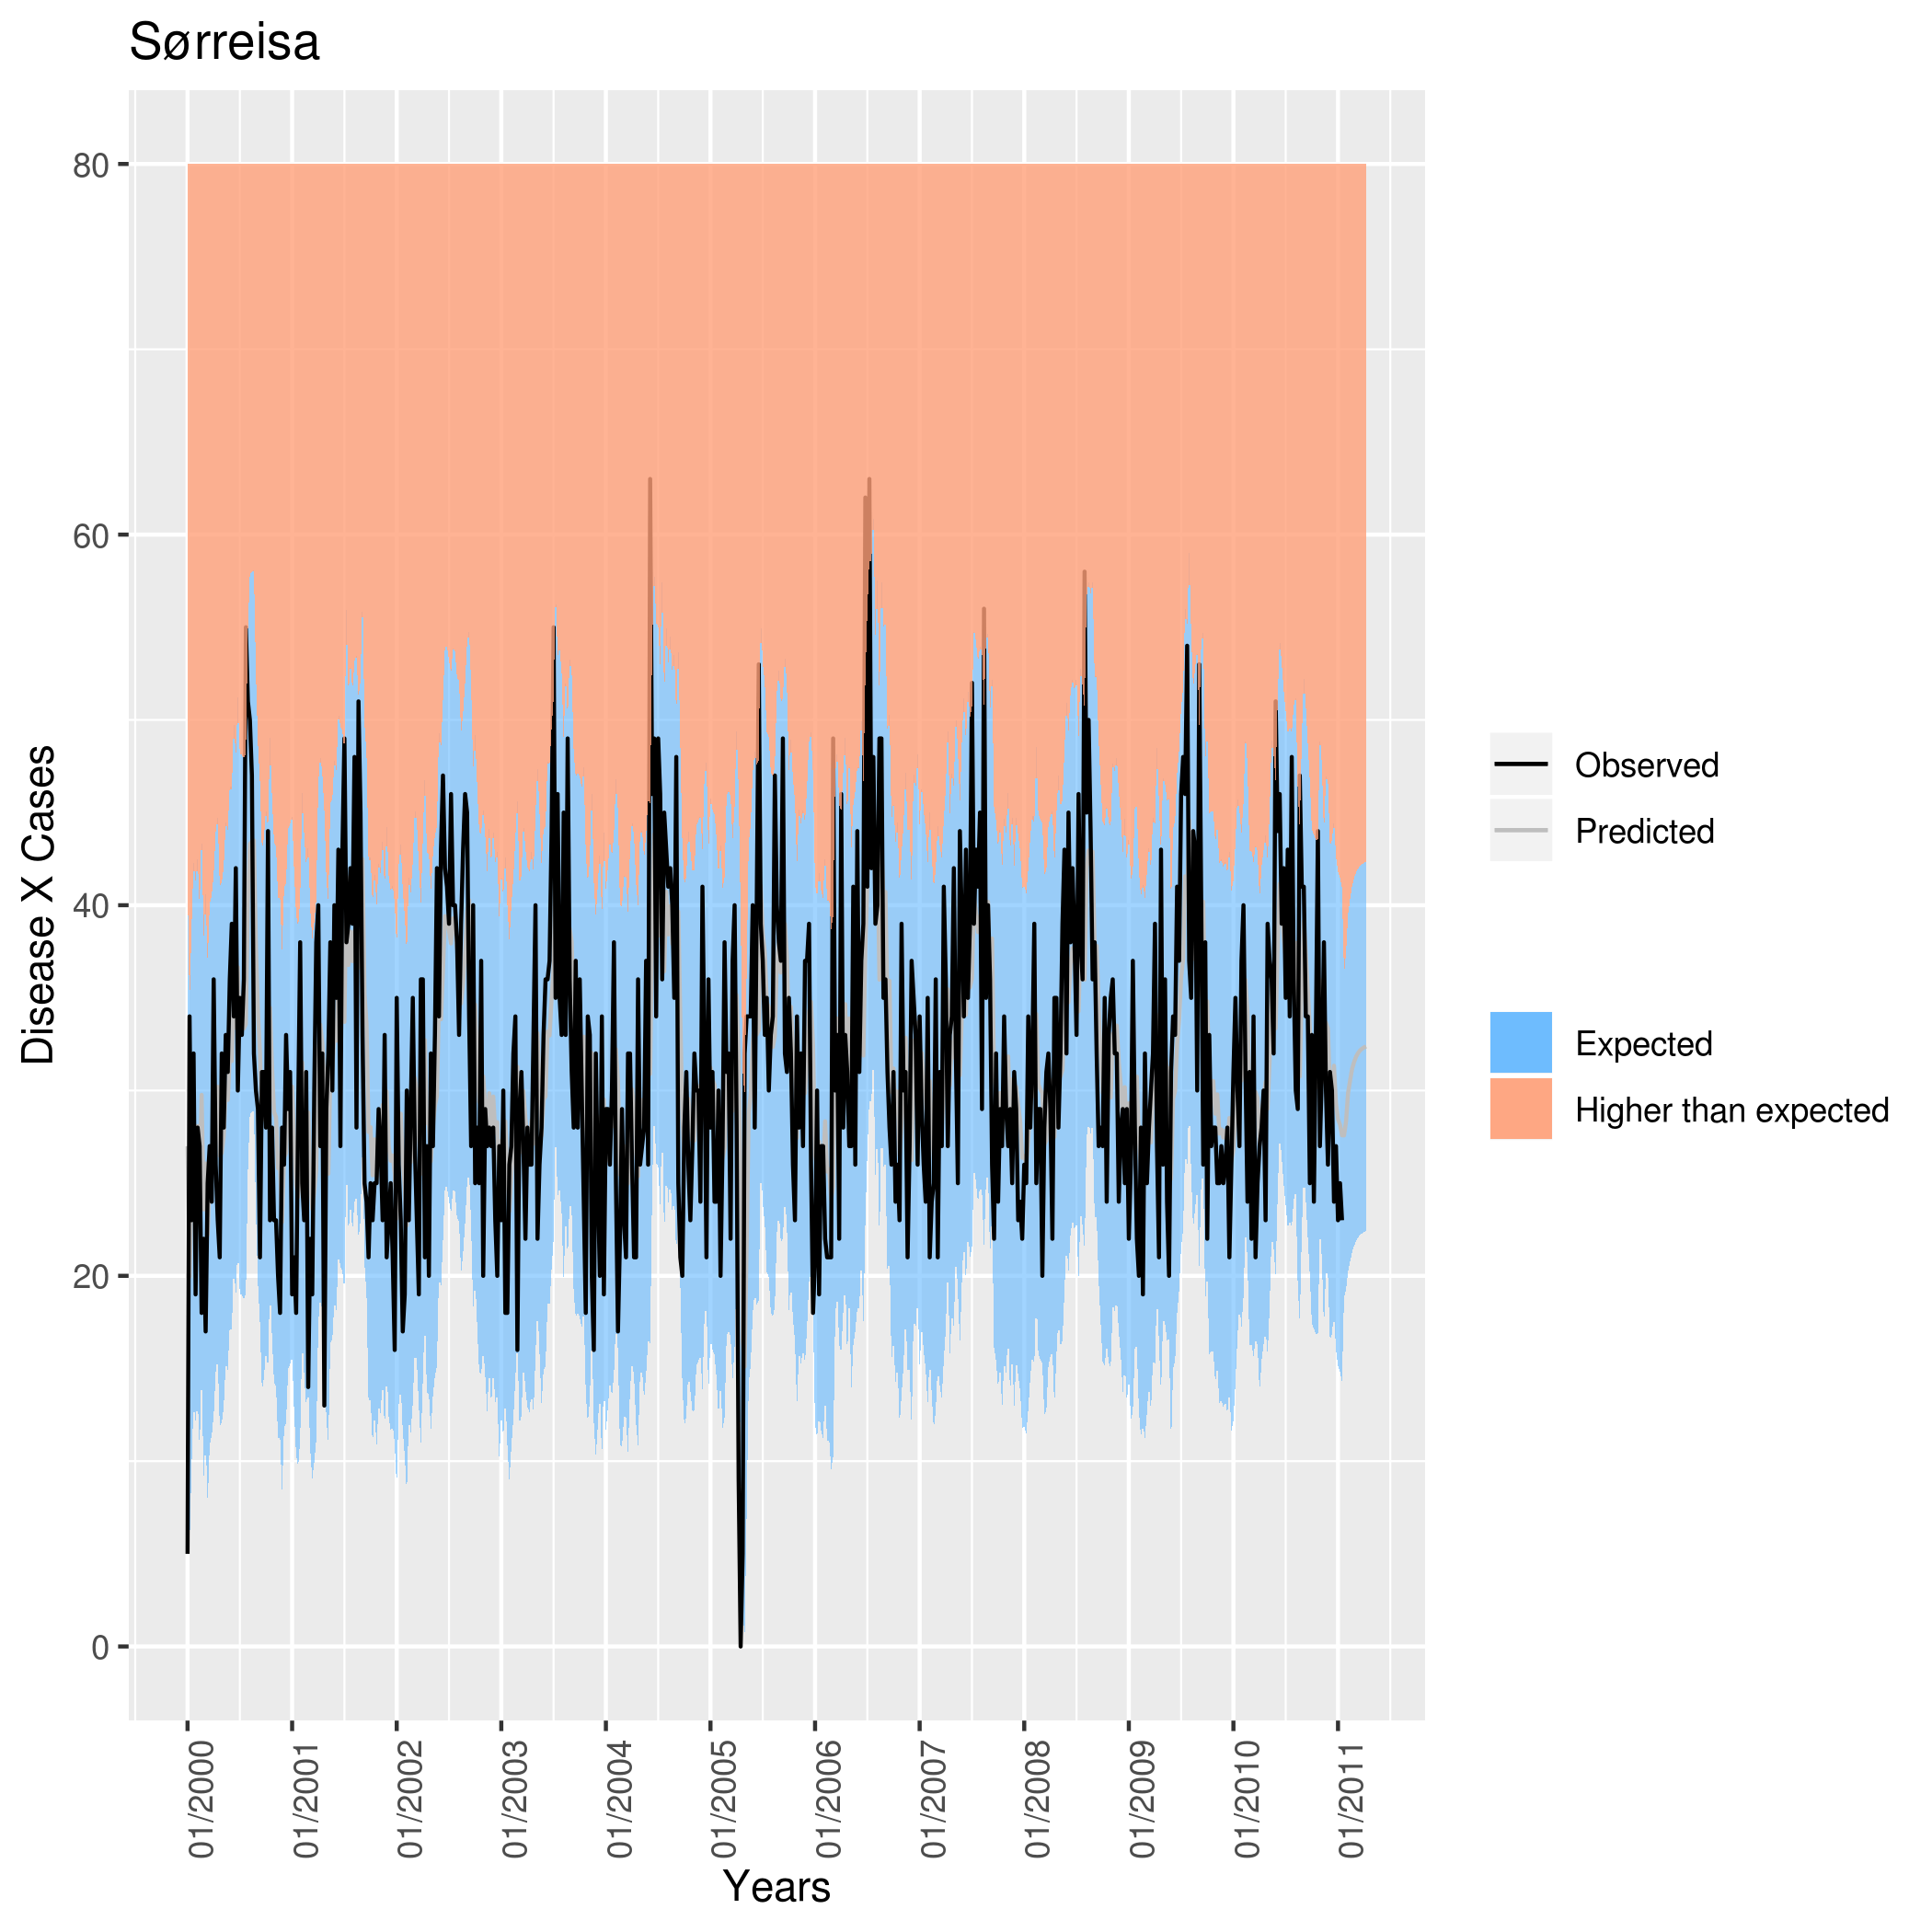 Sørreisa
Disease X Cases
80
60
40
20
0
01/2000
01/2001
01/2002
01/2003
01/2004
01/2005
01/2006
01/2007
01/2008
01/2009
01/2010
01/2011
Years
Observed
Predicted
Expected
Higher than expected